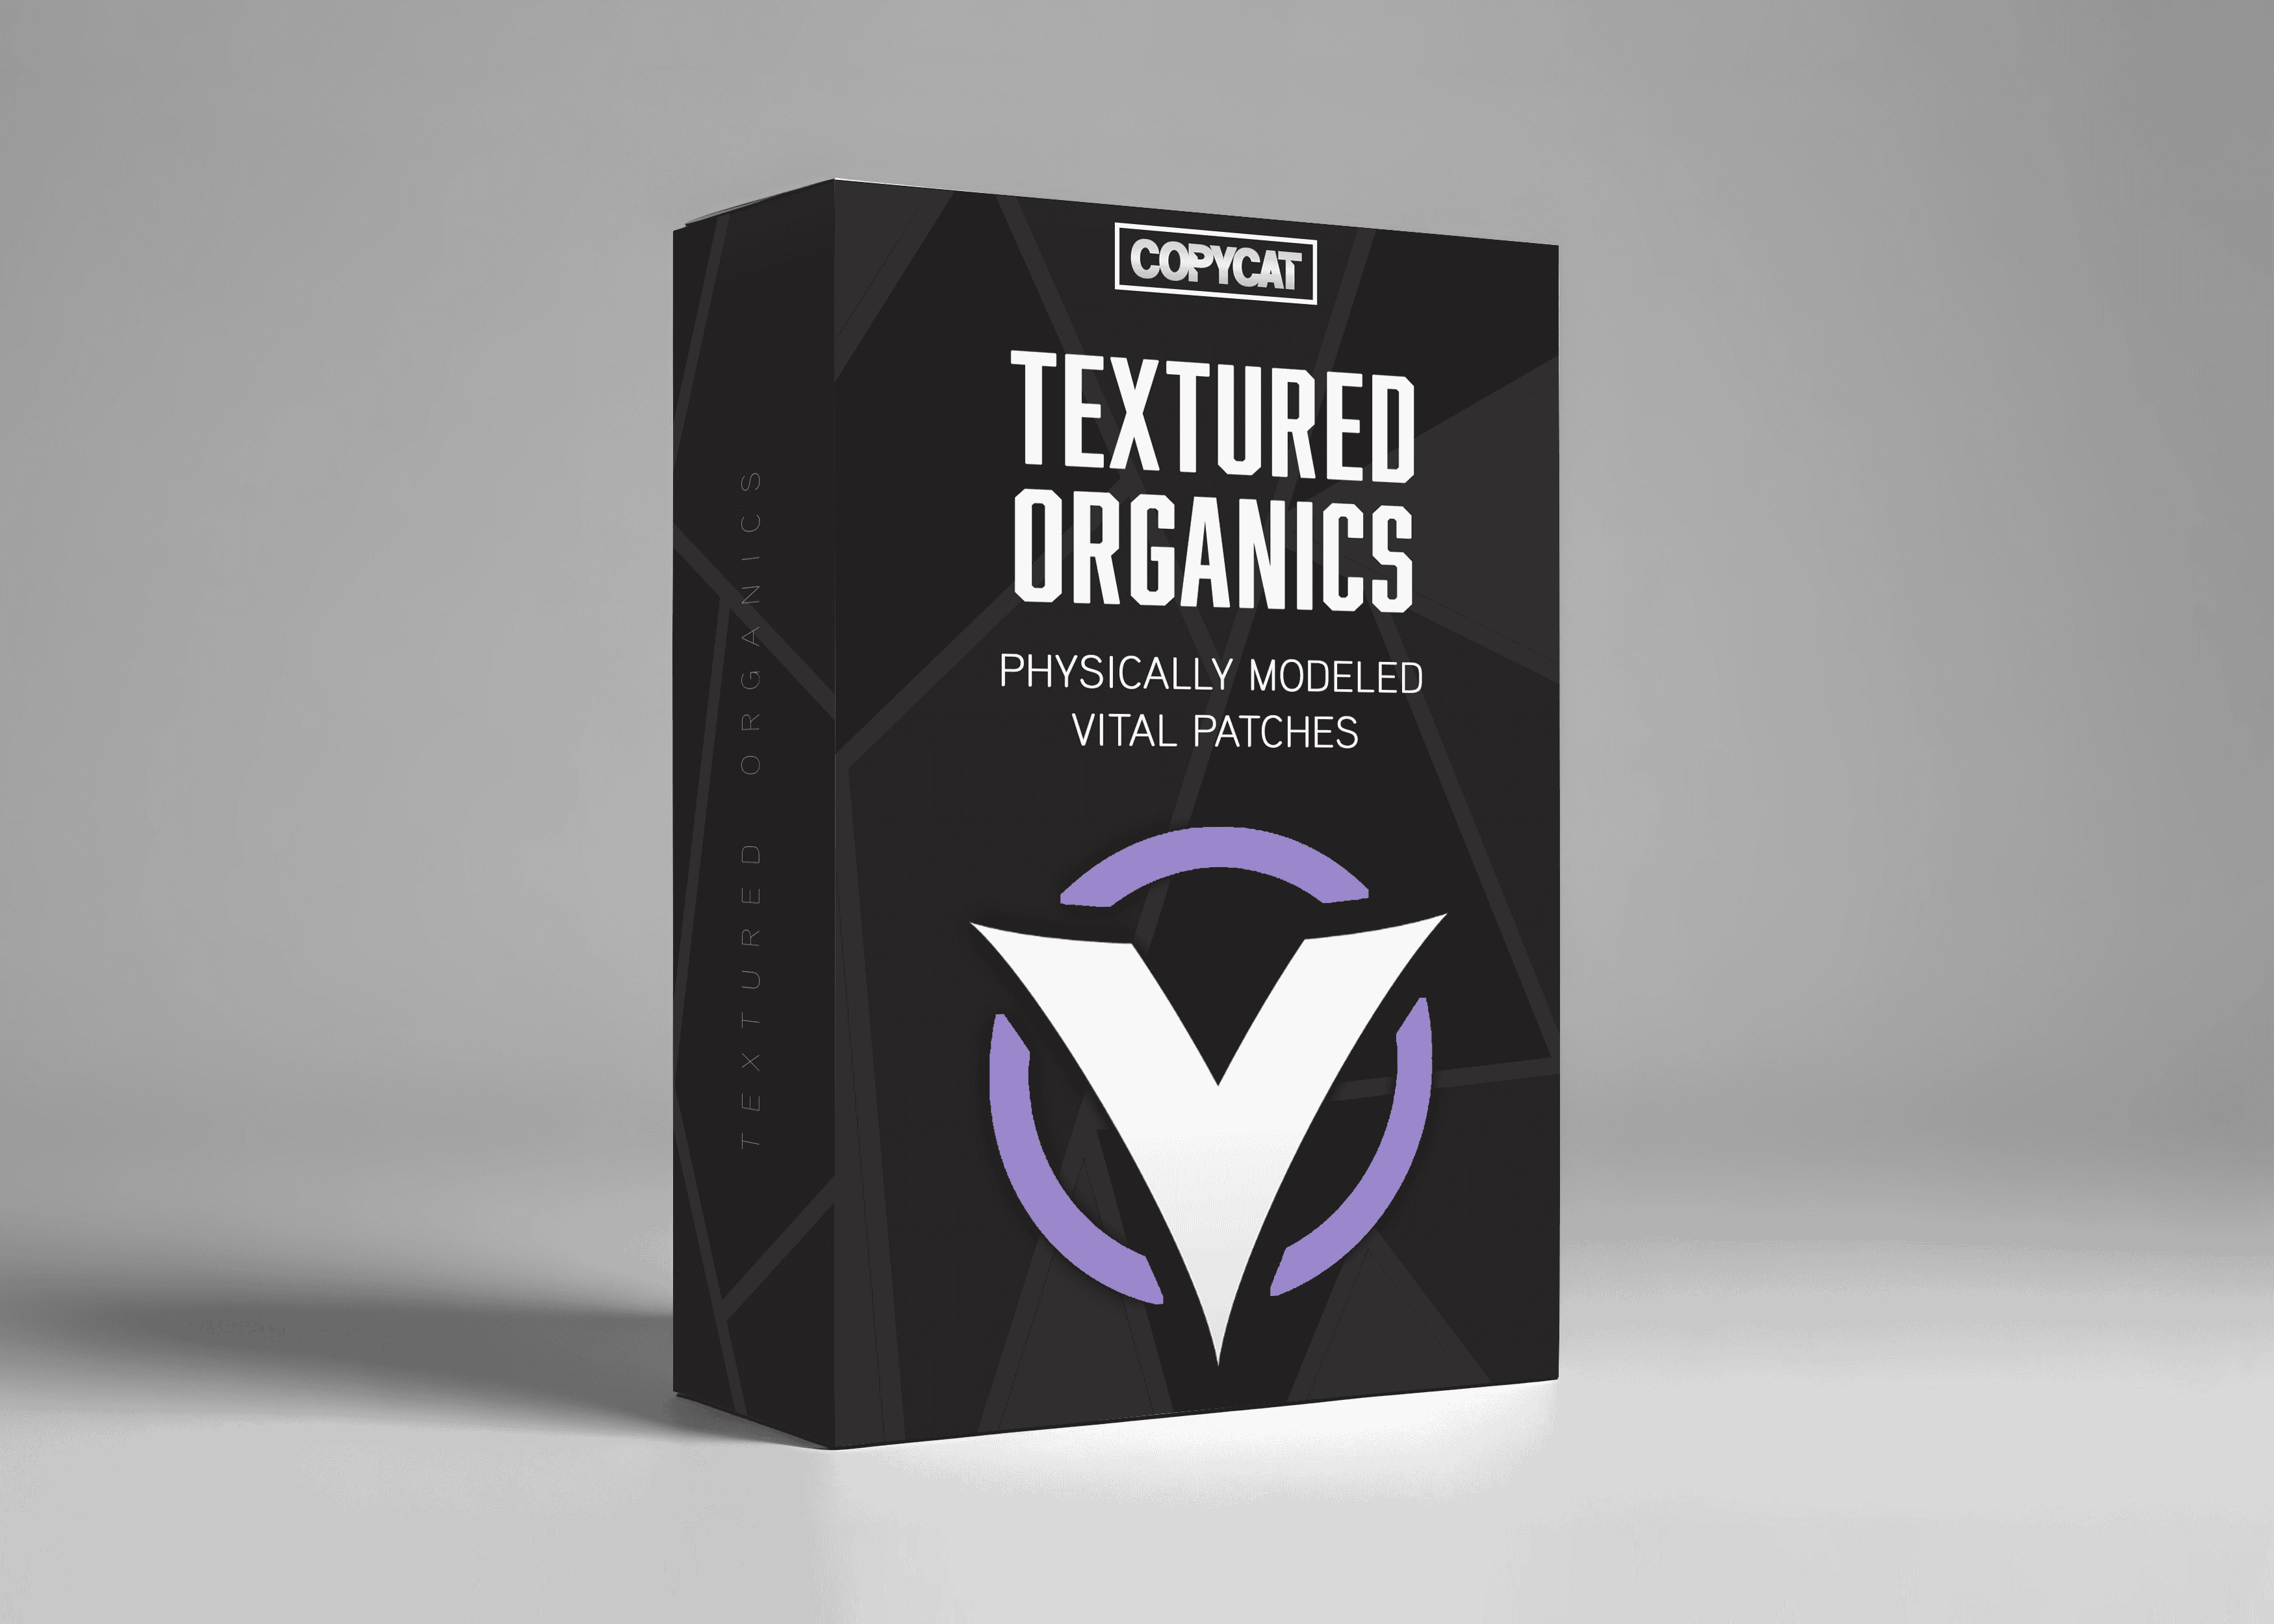 COPYCAT
TEXTURED
ORGANICS
PHYSICALLY MODELED
VITAL PATCHES
TEXTURED ORGANICS